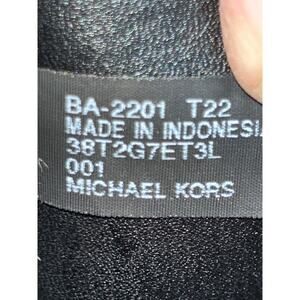 BA-2201 T22
MADE IN INDONESIA
38T2G7ET3L
001
MICHAEL KORS